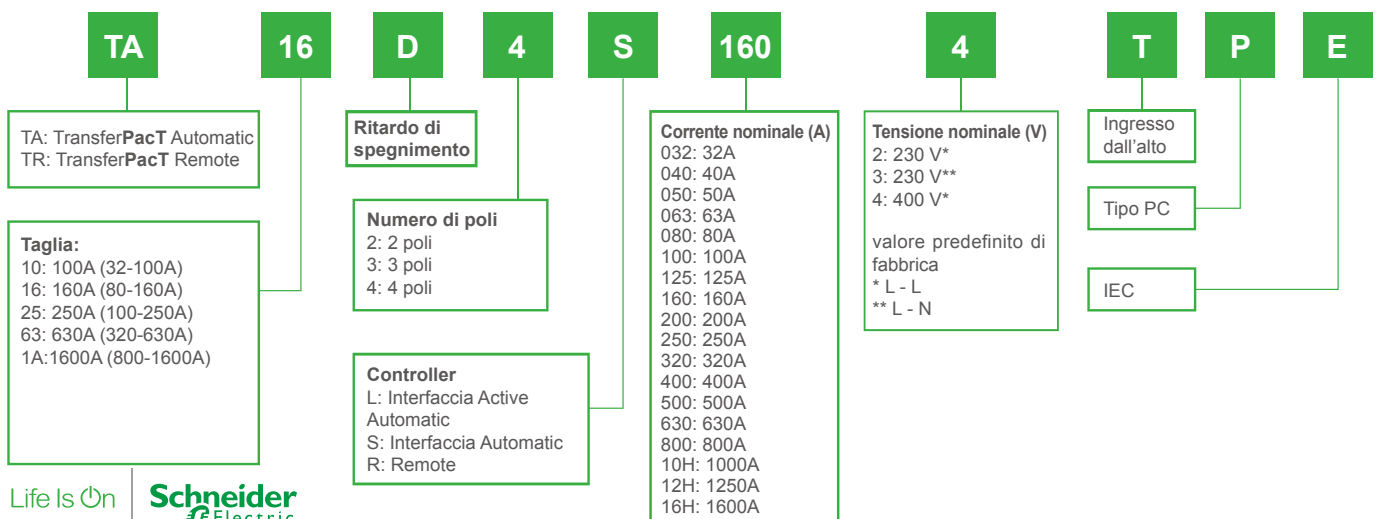 TA 16 D 4 S 160 4 T P E
TA: TransferPacT Automatic
TR: TransferPacT Remote
Taglia:
10: 100A (32-100A)
16: 160A (80-160A)
25: 250A (100-250A)
63: 630A (320-630A)
1A:1600A (800-1600A)
Ritardo di
spegnimento
Numero di poli
2: 2 poli
3: 3 poli
4: 4 poli
Controller
L: Interfaccia Active
Automatic
S: Interfaccia Automatic
R: Remote
Corrente nominale (A)
032: 32A
040: 40A
050: 50A
063: 63A
080: 80A
100: 100A
125: 125A
160: 160A
200: 200A
250: 250A
320: 320A
400: 400A
500: 500A
630: 630A
800: 800A
10H: 1000A
12H: 1250A
16H: 1600A
Tensione nominale (V)
2: 230 V*
3: 230 V**
4: 400 V*
valore predefinito di
fabbrica
* L - L
** L - N
Ingresso
dall’alto
Tipo PC
IEC
Life Is On
Schneider
Electric